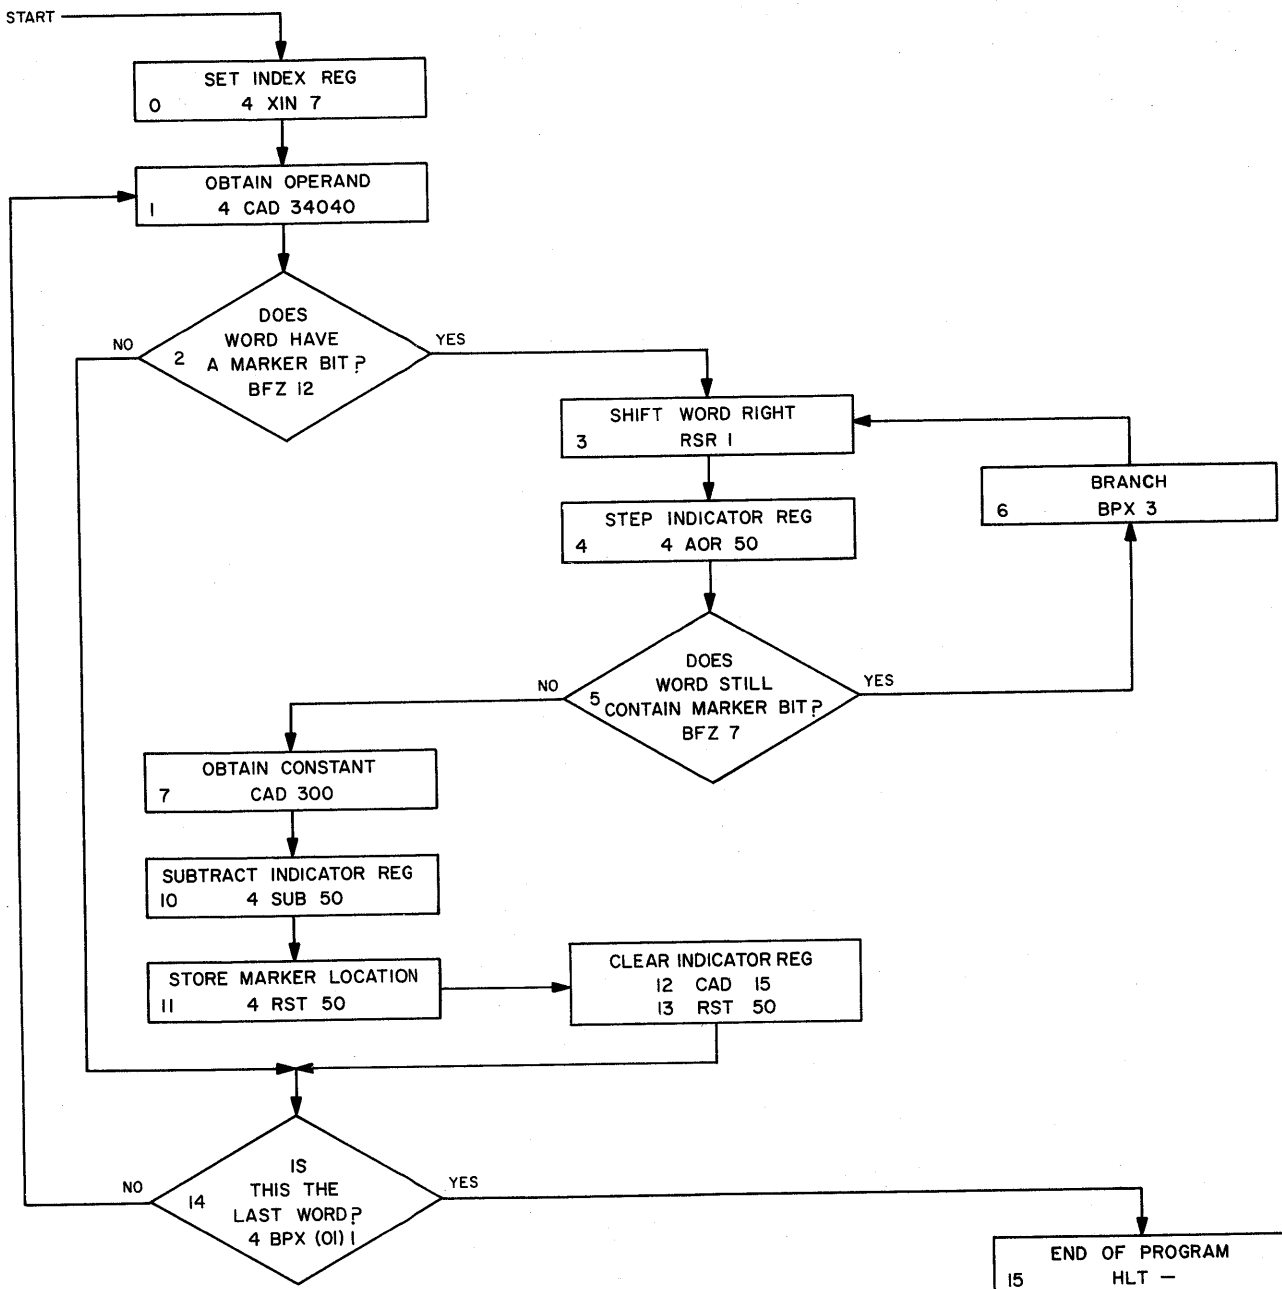 START
SET INDEX REG
0 4 XIN 7
OBTAIN OPERAND
1 4 CAD 34040
DOES
WORD HAVE
2 A MARKER BIT?
BFZ 12
NO
YES
SHIFT WORD RIGHT
3 RSR 1
STEP INDICATOR REG
4 4 AOR 50
BRANCH
6 BPX 3
DOES
WORD STILL
5 CONTAIN MARKER BIT?
BFZ 7
NO
YES
OBTAIN CONSTANT
7 CAD 300
SUBTRACT INDICATOR REG
10 4 SUB 50
STORE MARKER LOCATION
11 4 RST 50
CLEAR INDICATOR REG
12 CAD 15
13 RST 50
IS
THIS THE
14 LAST WORD?
4 BPX (01) 1
NO
YES
END OF PROGRAM
15 HLT —